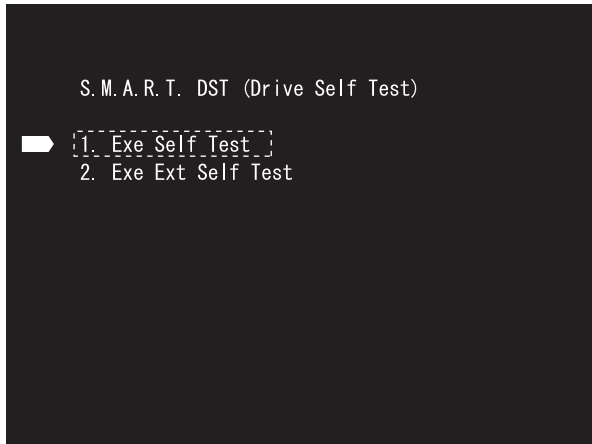 S.M.A.R.T. DST (Drive Self Test)
1. Exe Self Test
2. Exe Ext Self Test